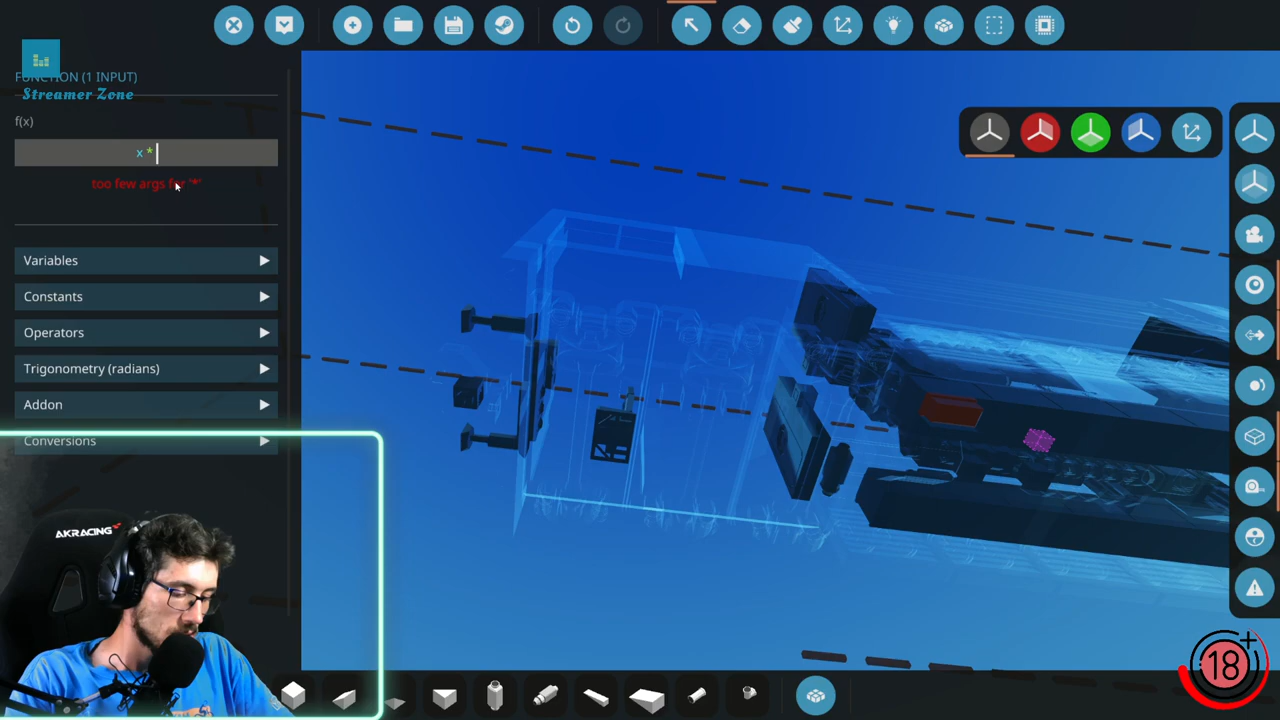 FUNCTION (1 INPUT)
Streamer Zone
f(x)
x *
too few args for '*'
Variables
Constants
Operators
Trigonometry (radians)
Addon
Conversions
AKRACING
18+